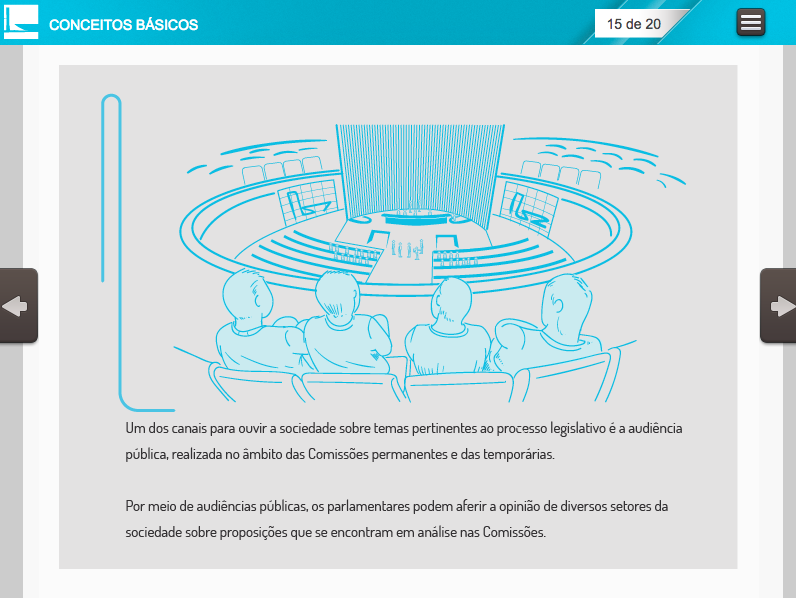 CONCEITOS BÁSICOS
15 de 20
Um dos canais para ouvir a sociedade sobre temas pertinentes ao processo legislativo é a audiência
pública, realizada no âmbito das Comissões permanentes e das temporárias.
Por meio de audiências públicas, os parlamentares podem aferir a opinião de diversos setores da
sociedade sobre proposições que se encontram em análise nas Comissões.